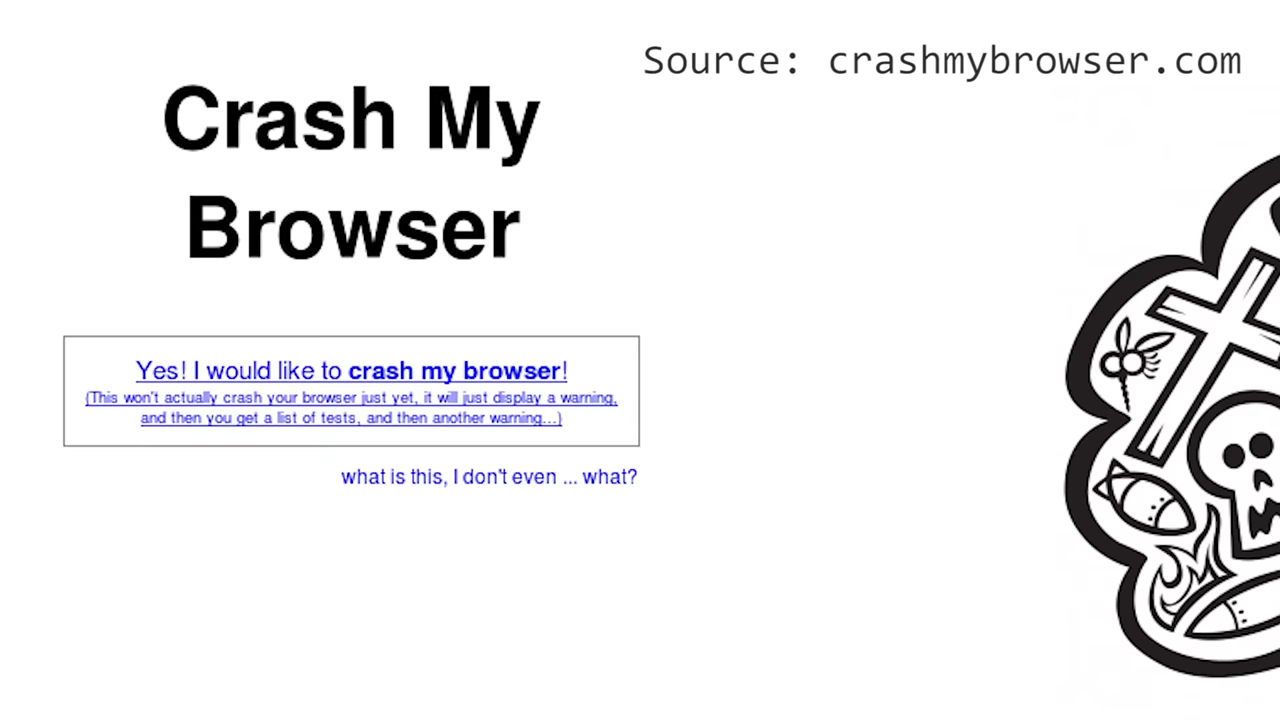 Source: crashmybrowser.com
Crash My
Browser
Yes! I would like to crash my browser!
(This won't actually crash your browser just yet, it will just display a warning,
and then you get a list of tests, and then another warning...)
what is this, I don't even ... what?